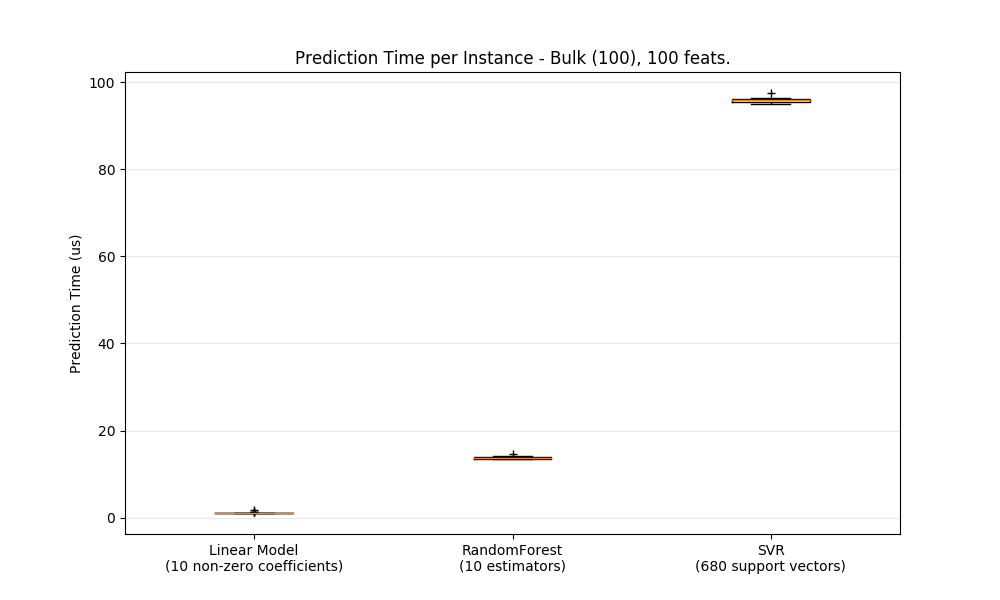 Prediction Time per Instance - Bulk (100), 100 feats.
100
80
60
40
20
0
Prediction Time (us)
Linear Model
(10 non-zero coefficients)
RandomForest
(10 estimators)
SVR
(680 support vectors)